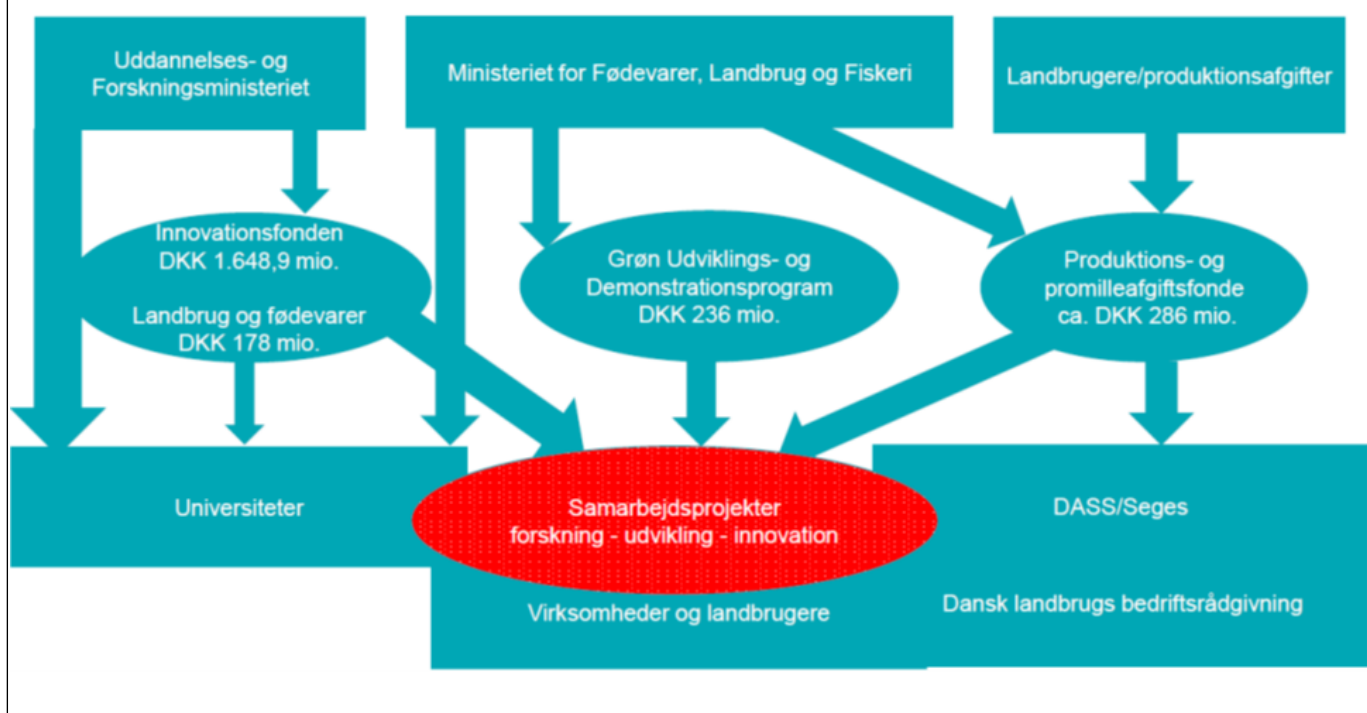 Uddannelses- og
Forskningsministeriet
Ministeriet for Fødevarer, Landbrug og Fiskeri
Landbrugere/produktionsafgifter
Innovationsfonden
DKK 1.648,9 mio.
Landbrug og fødevarer
DKK 178 mio.
Grøn Udviklings- og
Demonstrationsprogram
DKK 236 mio.
Produktions- og
promilleafgiftsfonde
ca. DKK 286 mio.
Universiteter
Samarbejdsprojekter
forskning - udvikling - innovation
DASS/Seges
Virksomheder og landbrugere
Dansk landbrugs bedriftsrådgivning